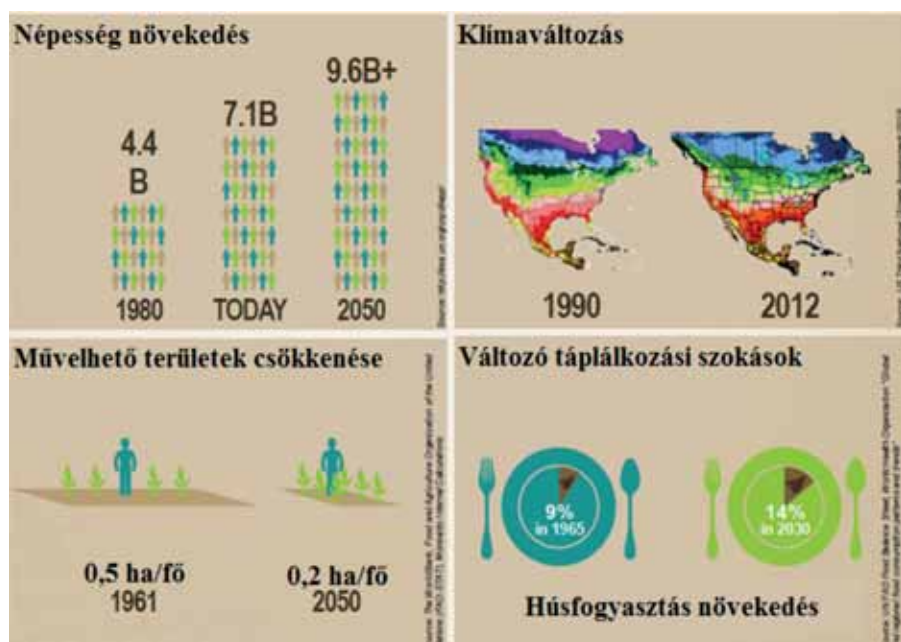 Népesség növekedés
4.4
B
7.1B
9.6B+
1980
TODAY
2050
Klímaváltozás
1990
2012
Művelhető területek csökkenése
0,5 ha/fő
1961
0,2 ha/fő
2050
Változó táplálkozási szokások
9%
in 1965
14%
in 2030
Húsfogyasztás növekedés